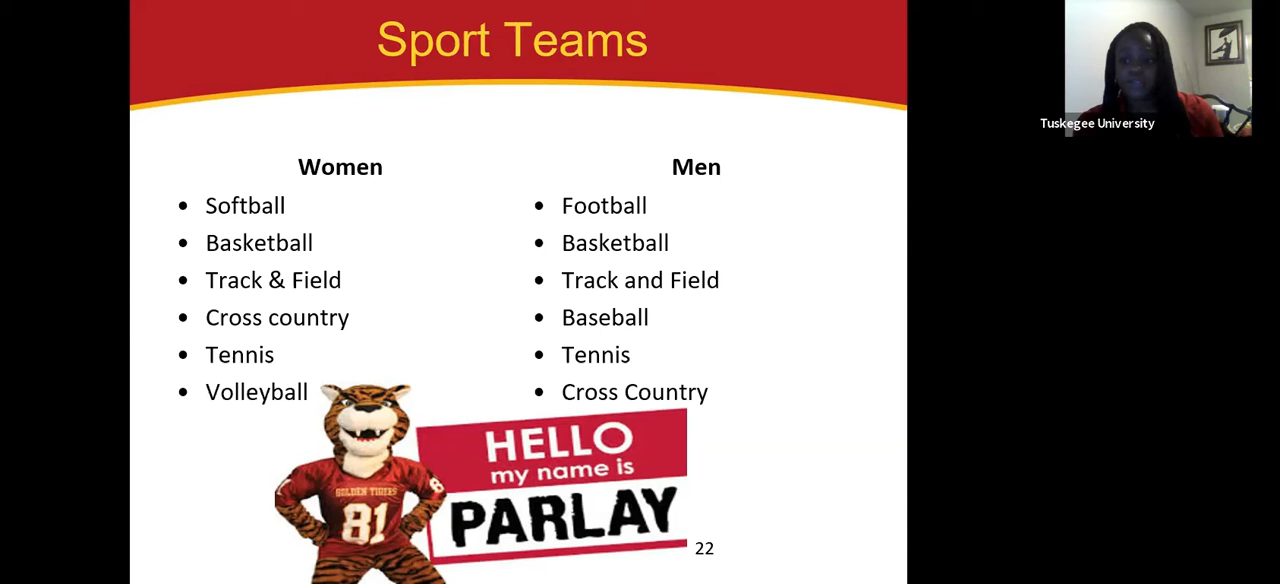 Sport Teams
Tuskegee University
Women
• Softball
• Basketball
• Track & Field
• Cross country
• Tennis
• Volleyball
Men
• Football
• Basketball
• Track and Field
• Baseball
• Tennis
• Cross Country
HELLO
my name is
PARLAY
GOLDEN TIGERS
81
22